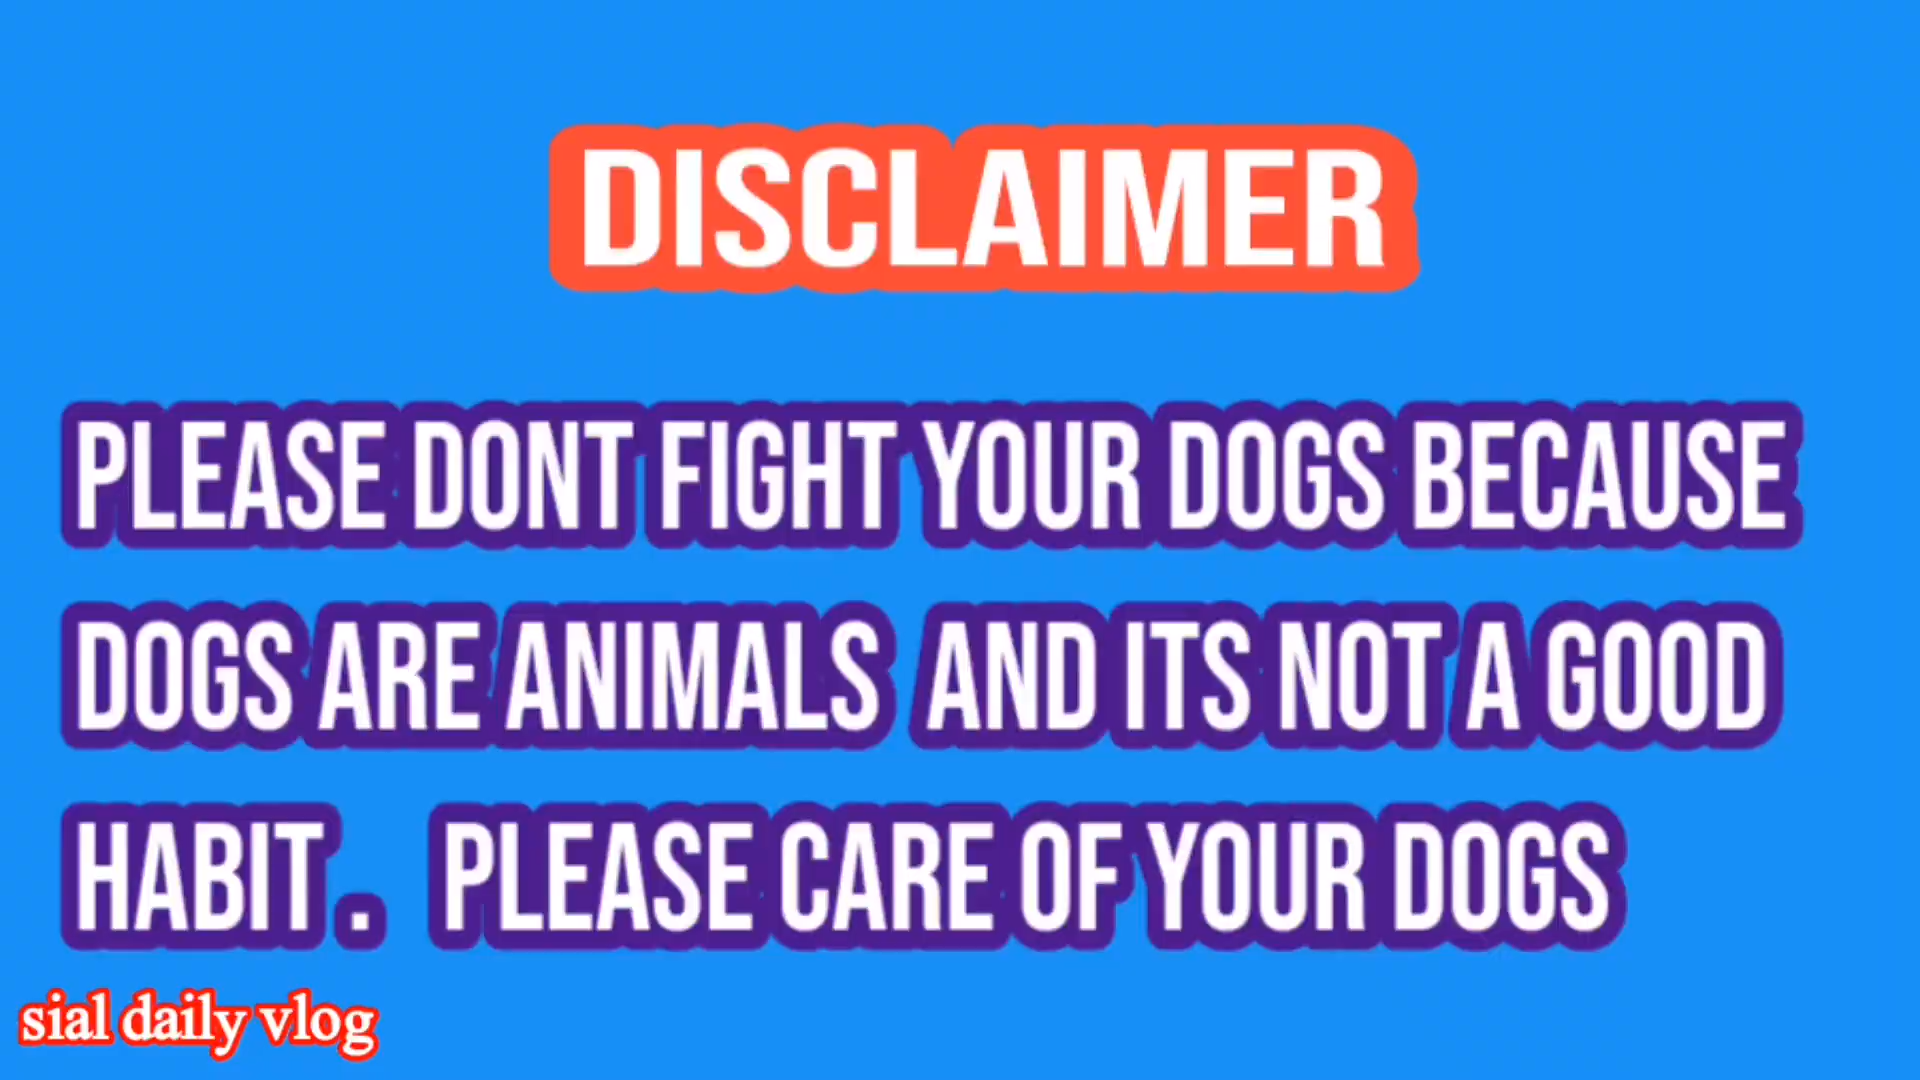 DISCLAIMER
PLEASE DONT FIGHT YOUR DOGS BECAUSE
DOGS ARE ANIMALS AND ITS NOT A GOOD
HABIT. PLEASE CARE OF YOUR DOGS
sial daily vlog